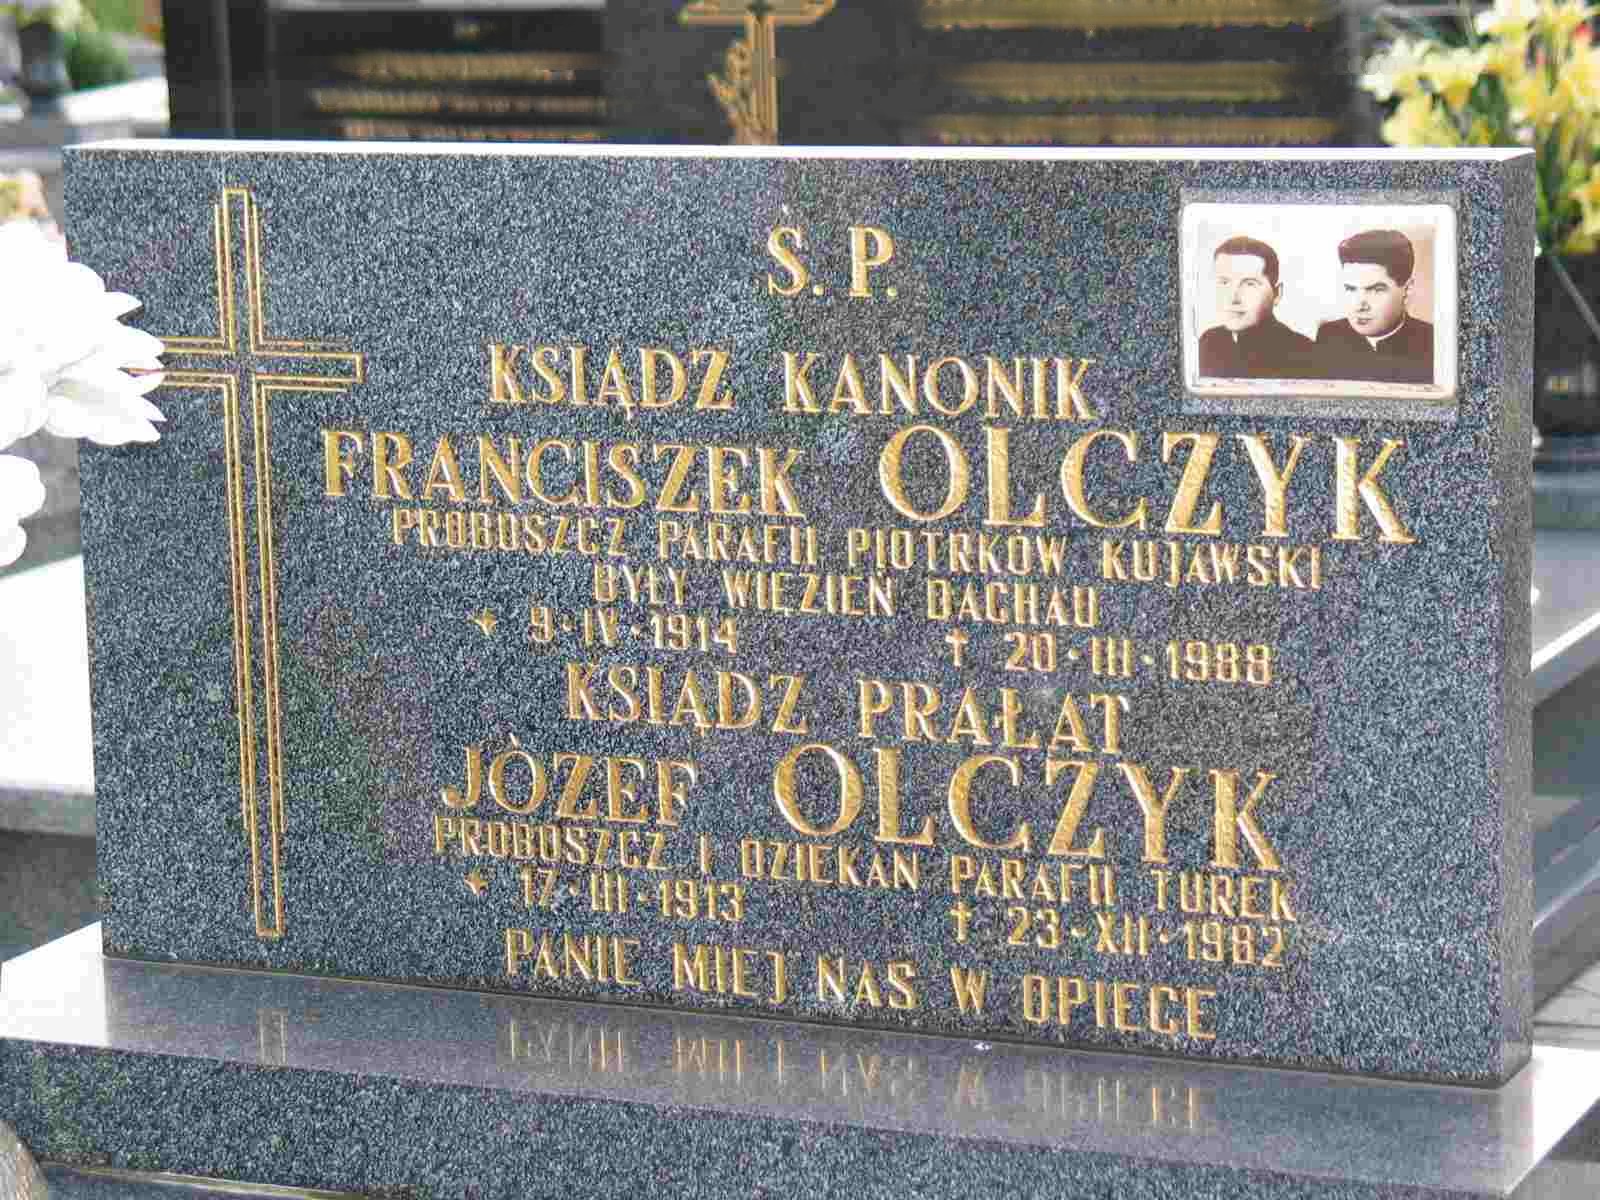 Ś. P.
KSIĄDZ KANONIK
FRANCISZEK OLCZYK
PROBOSZCZ PARAFII PIOTRKÓW KUJAWSKI
BYŁY WIĘZIEŃ DACHAU
9·IV·1914 † 20·III·1988
KSIĄDZ PRAŁAT
JÓZEF OLCZYK
PROBOSZCZ I DZIEKAN PARAFII TUREK
17·III·1913 † 23·XII·1982
PANIE MIEJ NAS W OPIECE